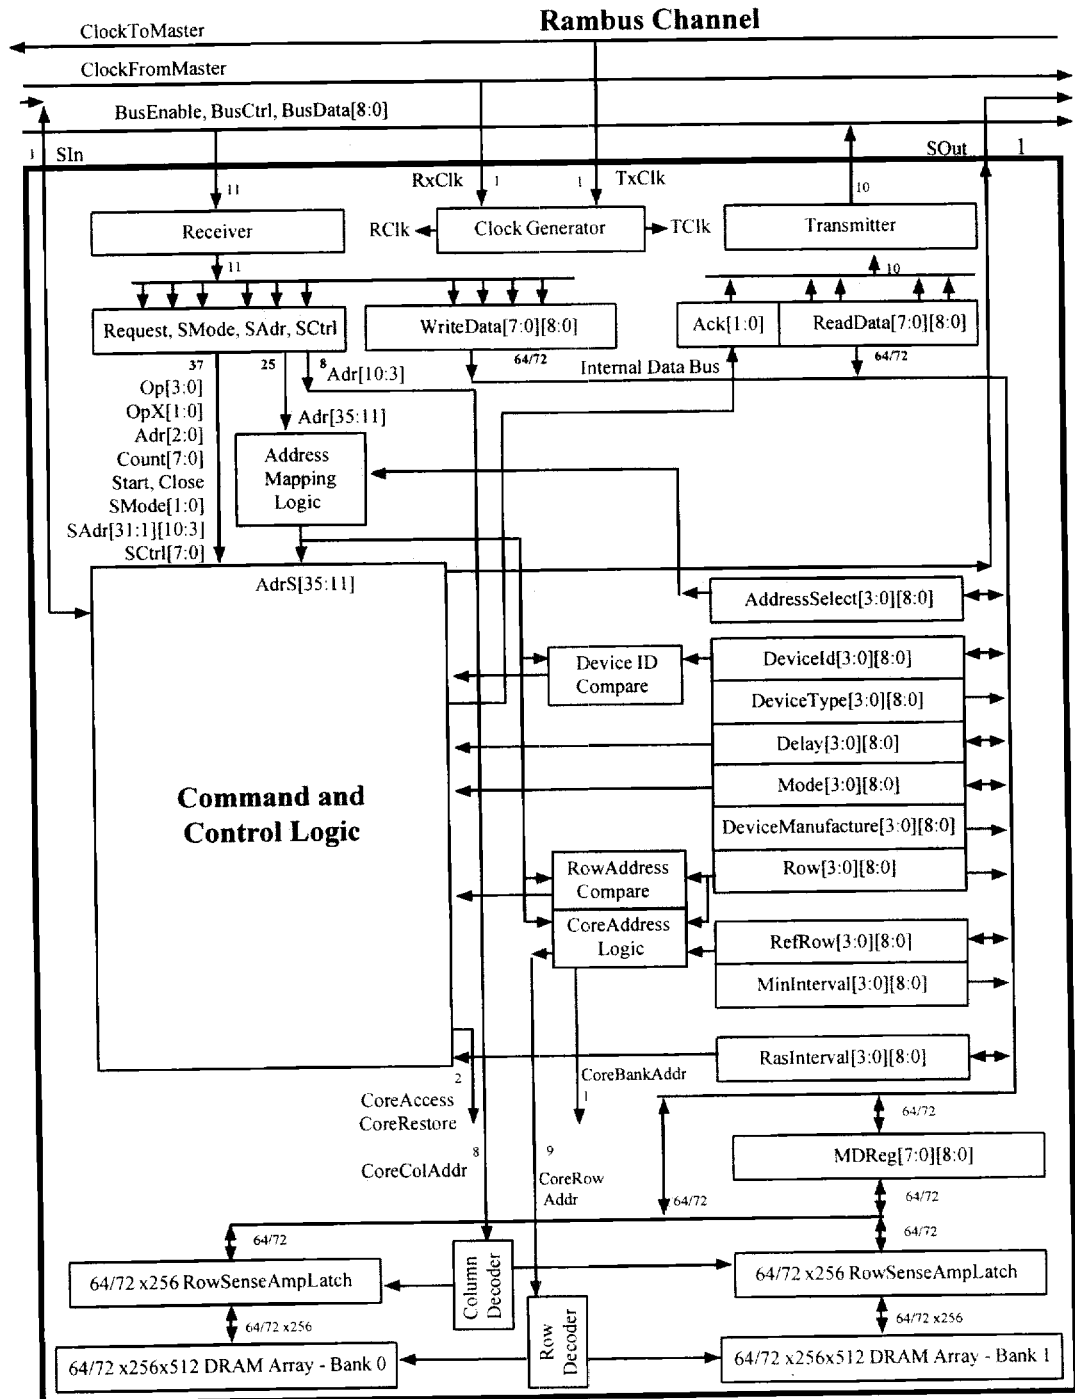 Rambus Channel
ClockToMaster
ClockFromMaster
BusEnable, BusCtrl, BusData[8:0]
1 SIn
SOut 1
RxClk 1
1 TxClk
11
10
Receiver
RClk
Clock Generator
TClk
Transmitter
11
10
Request, SMode, SAdr, SCtrl
WriteData[7:0][8:0]
Ack[1:0]
ReadData[7:0][8:0]
37
25
8
64/72
Internal Data Bus
64/72
Adr[10:3]
Op[3:0]
OpX[1:0]
Adr[2:0]
Count[7:0]
Start, Close
SMode[1:0]
SAdr[31:1][10:3]
SCtrl[7:0]
Adr[35:11]
Address
Mapping
Logic
AdrS[35:11]
AddressSelect[3:0][8:0]
Device ID
Compare
DeviceId[3:0][8:0]
DeviceType[3:0][8:0]
Delay[3:0][8:0]
Mode[3:0][8:0]
DeviceManufacture[3:0][8:0]
Row[3:0][8:0]
Command and
Control Logic
RowAddress
Compare
CoreAddress
Logic
RefRow[3:0][8:0]
MinInterval[3:0][8:0]
RasInterval[3:0][8:0]
2
CoreAccess
CoreRestore
CoreBankAddr
1
8
CoreColAddr
9
CoreRow
Addr
64/72
MDReg[7:0][8:0]
64/72
64/72
64/72
64/72
64/72 x256 RowSenseAmpLatch
Column
Decoder
64/72 x256 RowSenseAmpLatch
64/72 x256
Row
Decoder
64/72 x256
64/72 x256x512 DRAM Array - Bank 0
64/72 x256x512 DRAM Array - Bank 1